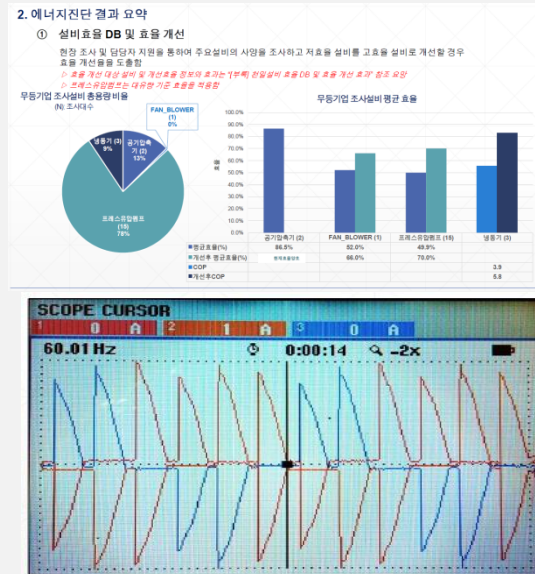 2. 에너지진단 결과 요약
① 설비효율 DB 및 효율 개선
현장 조사 및 담당자 지원을 통하여 주요설비의 사양을 조사하고 저효율 설비를 고효율 설비로 개선할 경우
효율 개선율을 도출함
▷ 효율 개선 대상 설비 및 개선효율 정보와 효과는 "[부록] 천일설비 효율 DB 및 효율 개선 효과" 참조 요망
▷ 프레스유압펌프는 대유량 기준 효율을 적용함
무등기업 조사설비 총용량 비율
(N) 조사대수
FAN_BLOWER
(1)
0%
냉동기 (3)
9%
공기압축
기 (2)
13%
프레스유압펌프
(18)
78%
무등기업 조사설비 평균 효율
효율
100.0%
90.0%
80.0%
70.0%
60.0%
50.0%
40.0%
30.0%
20.0%
10.0%
0.0%
공기압축기 (2) FAN_BLOWER (1) 프레스유압펌프 (18) 냉동기 (3)
평균효율(%) 86.5% 52.0% 49.9%
개선후 평균효율(%) 66.0% 70.0%
COP 3.9
개선후COP 5.8
SCOPE CURSOR
1 0 A 2 1 A 3 0 A
60.01 Hz 0:00:14 -2x